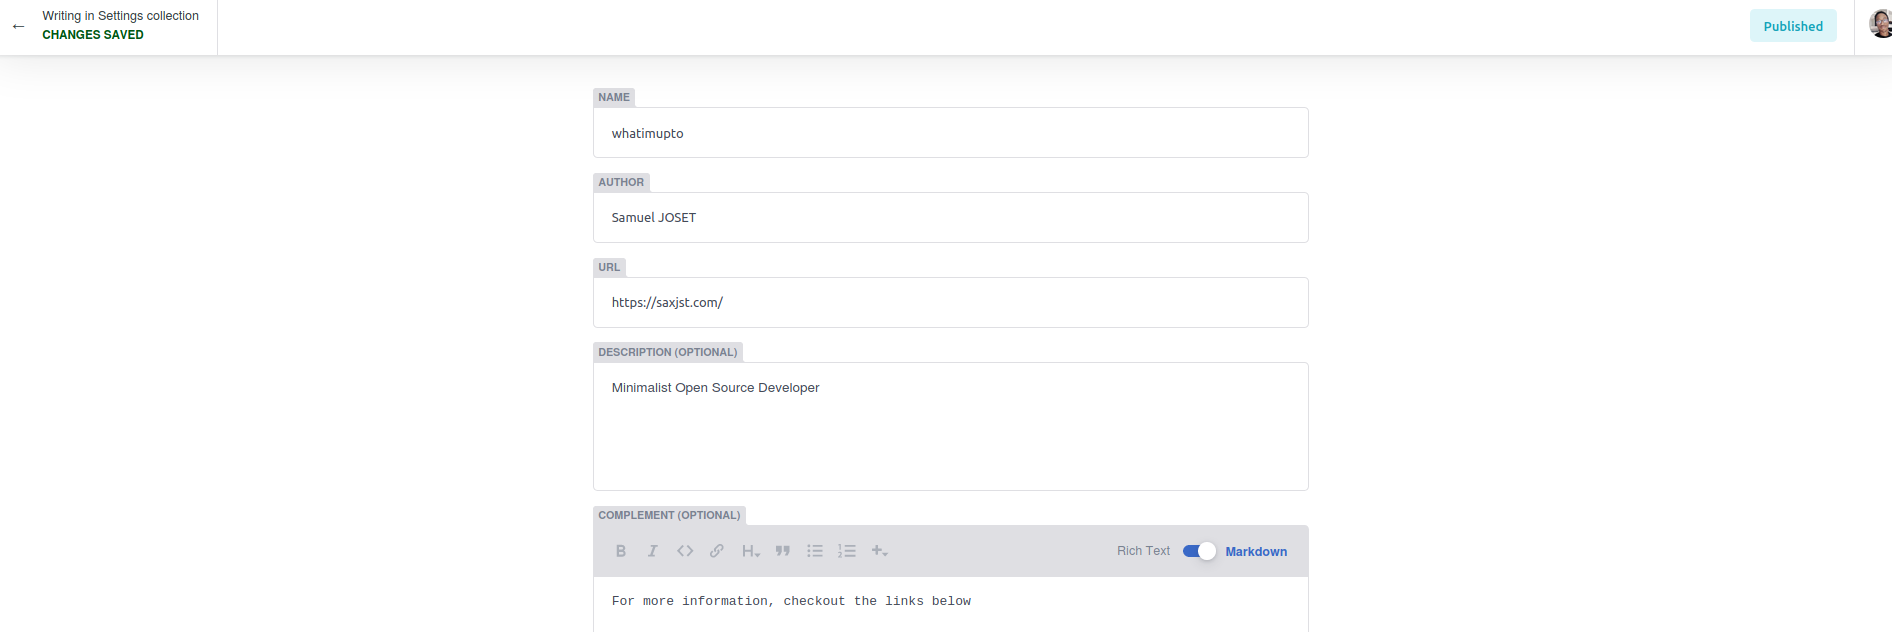 Writing in Settings collection
CHANGES SAVED
Published
NAME
whatimupto
AUTHOR
Samuel JOSET
URL
https://saxjst.com/
DESCRIPTION (OPTIONAL)
Minimalist Open Source Developer
COMPLEMENT (OPTIONAL)
Rich Text Markdown
For more information, checkout the links below